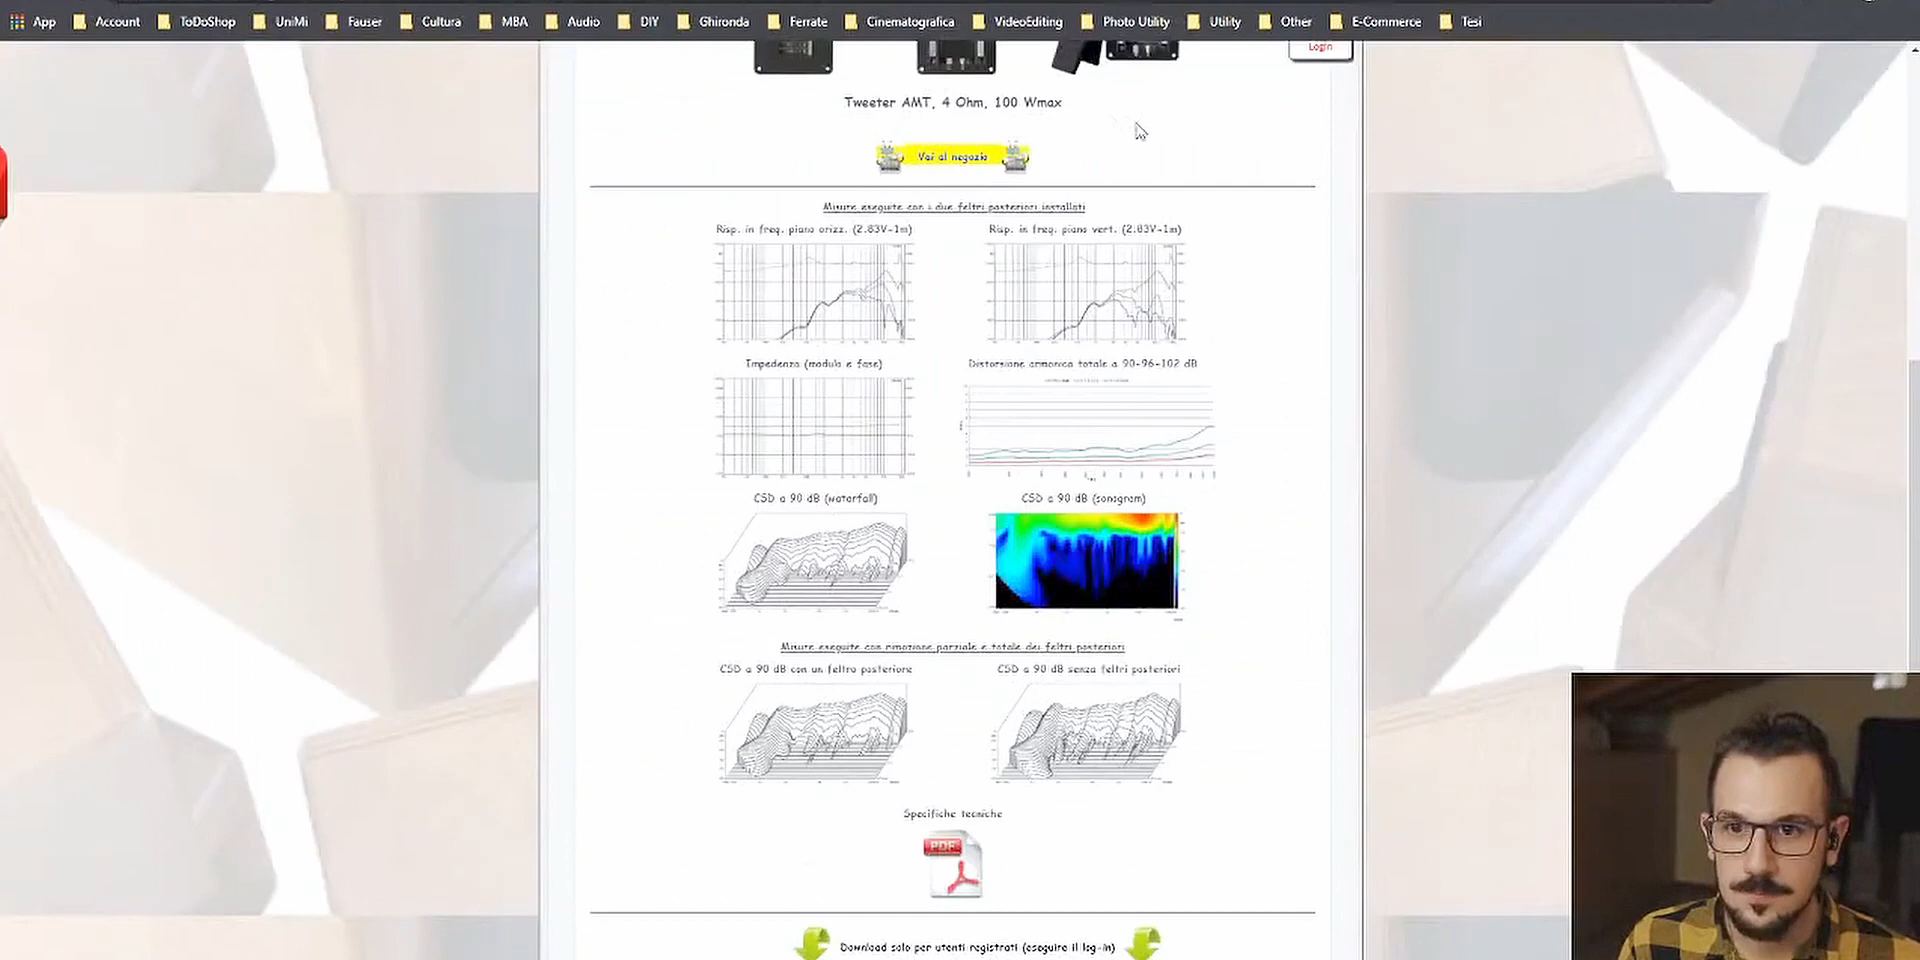 App Account ToDoShop UniMi Fauser Cultura MBA Audio DIY Ghironda Ferrate Cinematografica VideoEditing Photo Utility Utility Other E-Commerce Tesi
Login
Tweeter AMT, 4 Ohm, 100 Wmax
Vai al negozio
Misure eseguite con i due feltri posteriori installati
Risp. in freq. piano orizz. (2.83V-1m)
Risp. in freq. piano vert. (2.83V-1m)
Impedenza (modulo e fase)
Distorsione armonica totale a 90-96-102 dB
CSD a 90 dB (waterfall)
CSD a 90 dB (sonogram)
Misure eseguite con rimozione parziale e totale dei feltri posteriori
CSD a 90 dB con un feltro posteriore
CSD a 90 dB senza feltri posteriori
Specifiche tecniche
PDF
Download solo per utenti registrati (eseguire il log-in)